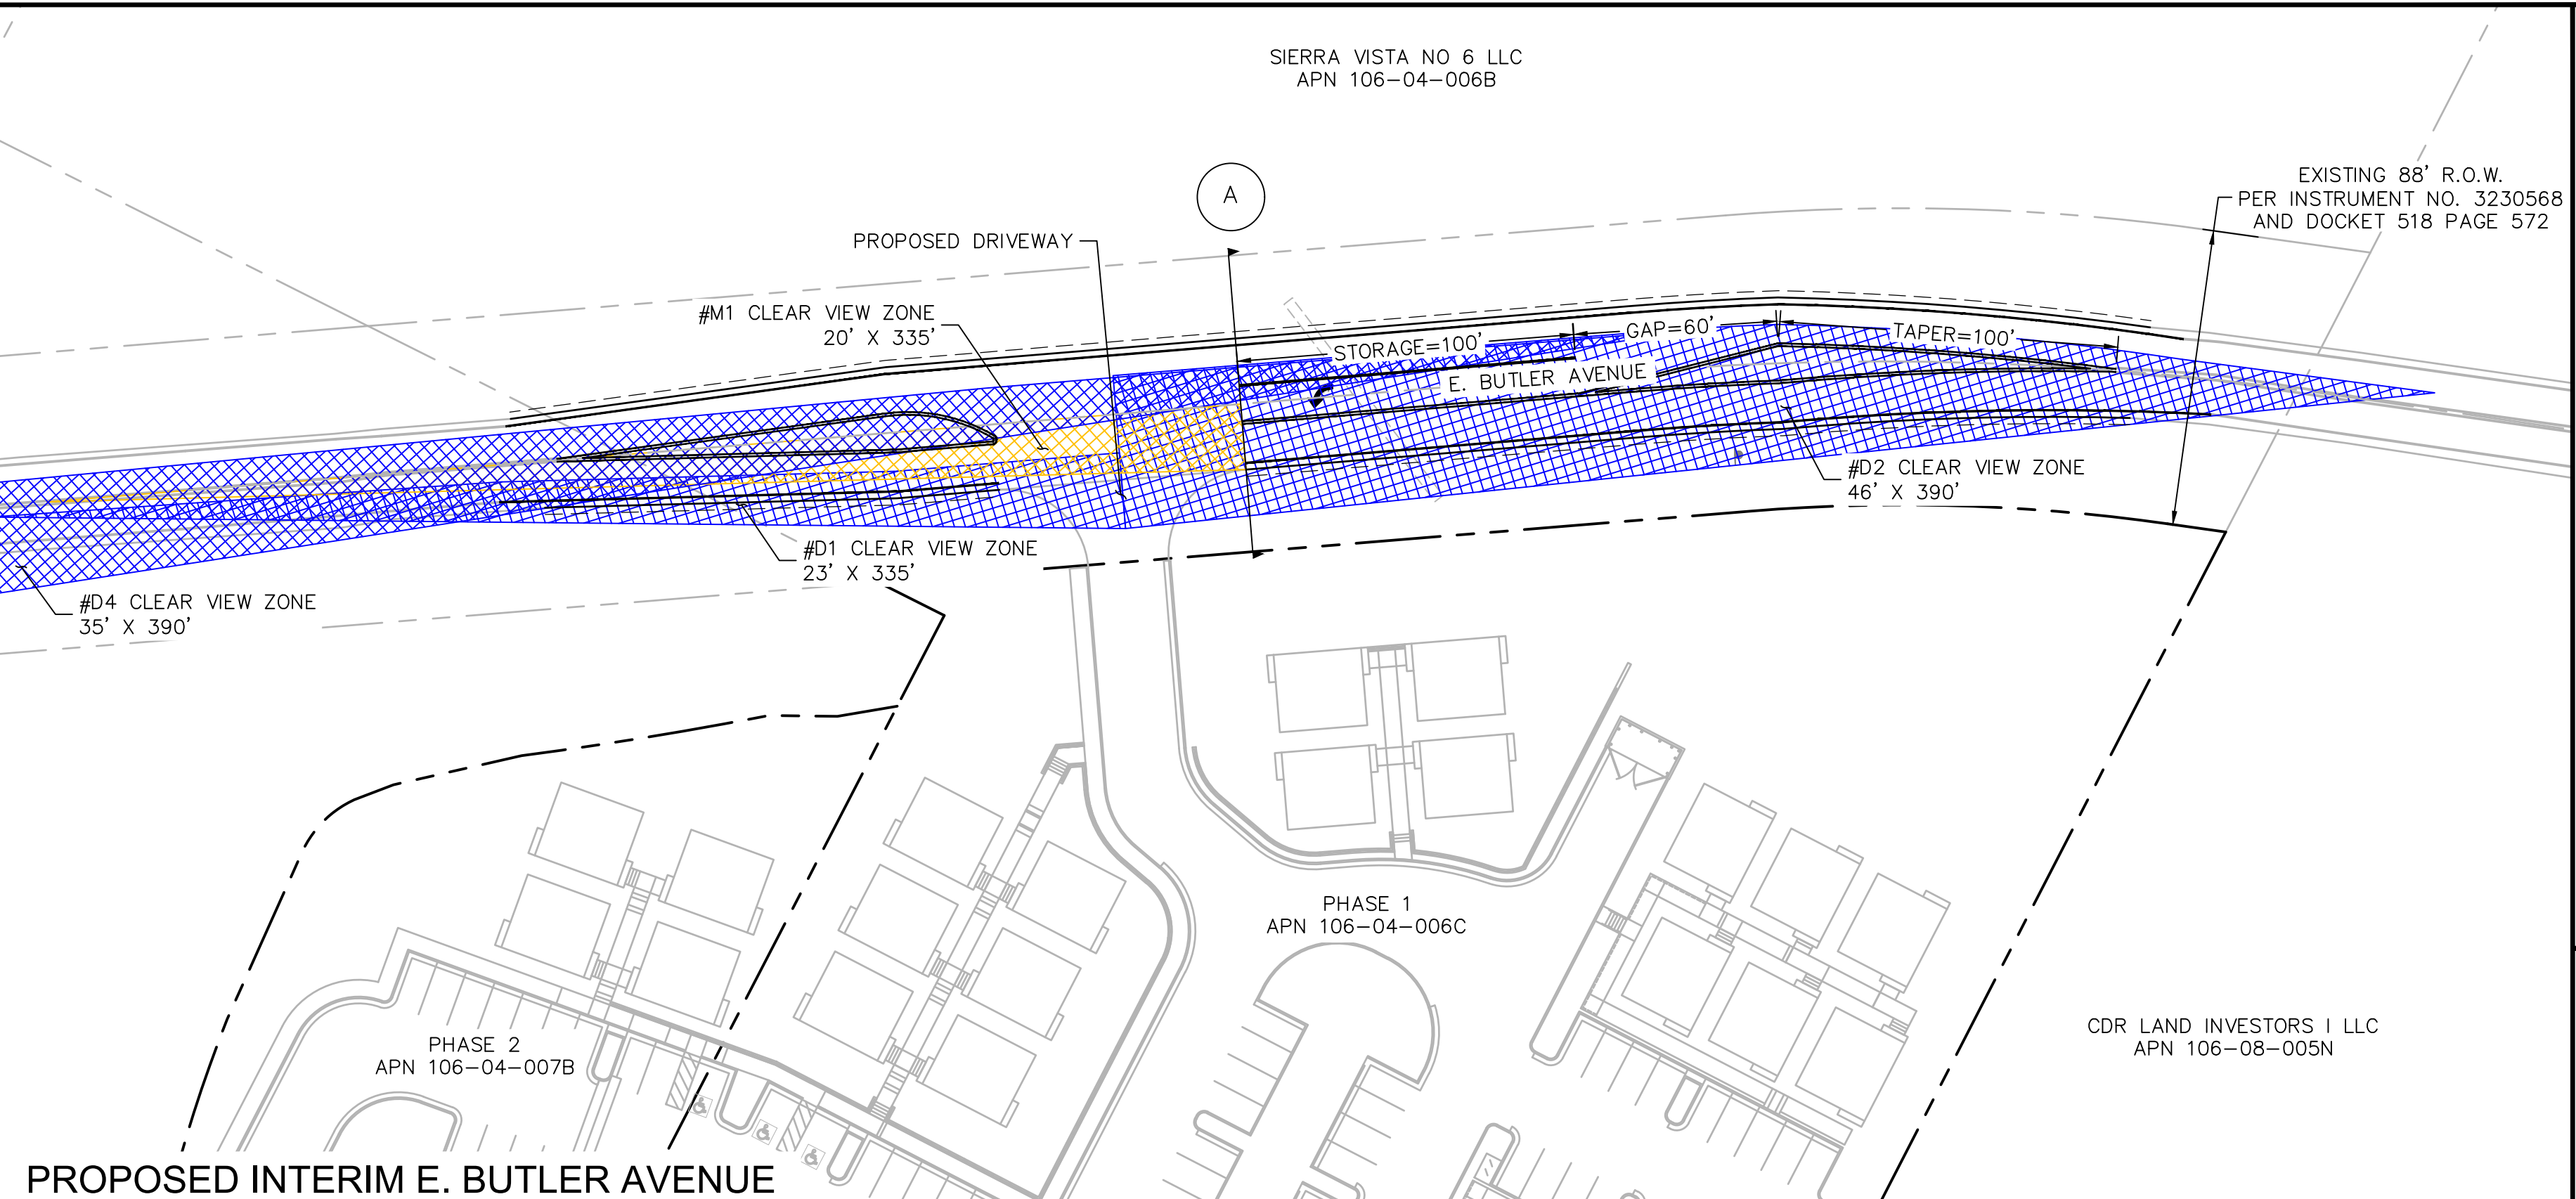 SIERRA VISTA NO 6 LLC
APN 106-04-006B
A
EXISTING 88' R.O.W.
PER INSTRUMENT NO. 3230568
AND DOCKET 518 PAGE 572
PROPOSED DRIVEWAY
#M1 CLEAR VIEW ZONE
20' X 335'
STORAGE=100'
GAP=60'
TAPER=100'
E. BUTLER AVENUE
#D2 CLEAR VIEW ZONE
46' X 390'
#D1 CLEAR VIEW ZONE
23' X 335'
#D4 CLEAR VIEW ZONE
35' X 390'
PHASE 1
APN 106-04-006C
PHASE 2
APN 106-04-007B
CDR LAND INVESTORS I LLC
APN 106-08-005N
PROPOSED INTERIM E. BUTLER AVENUE